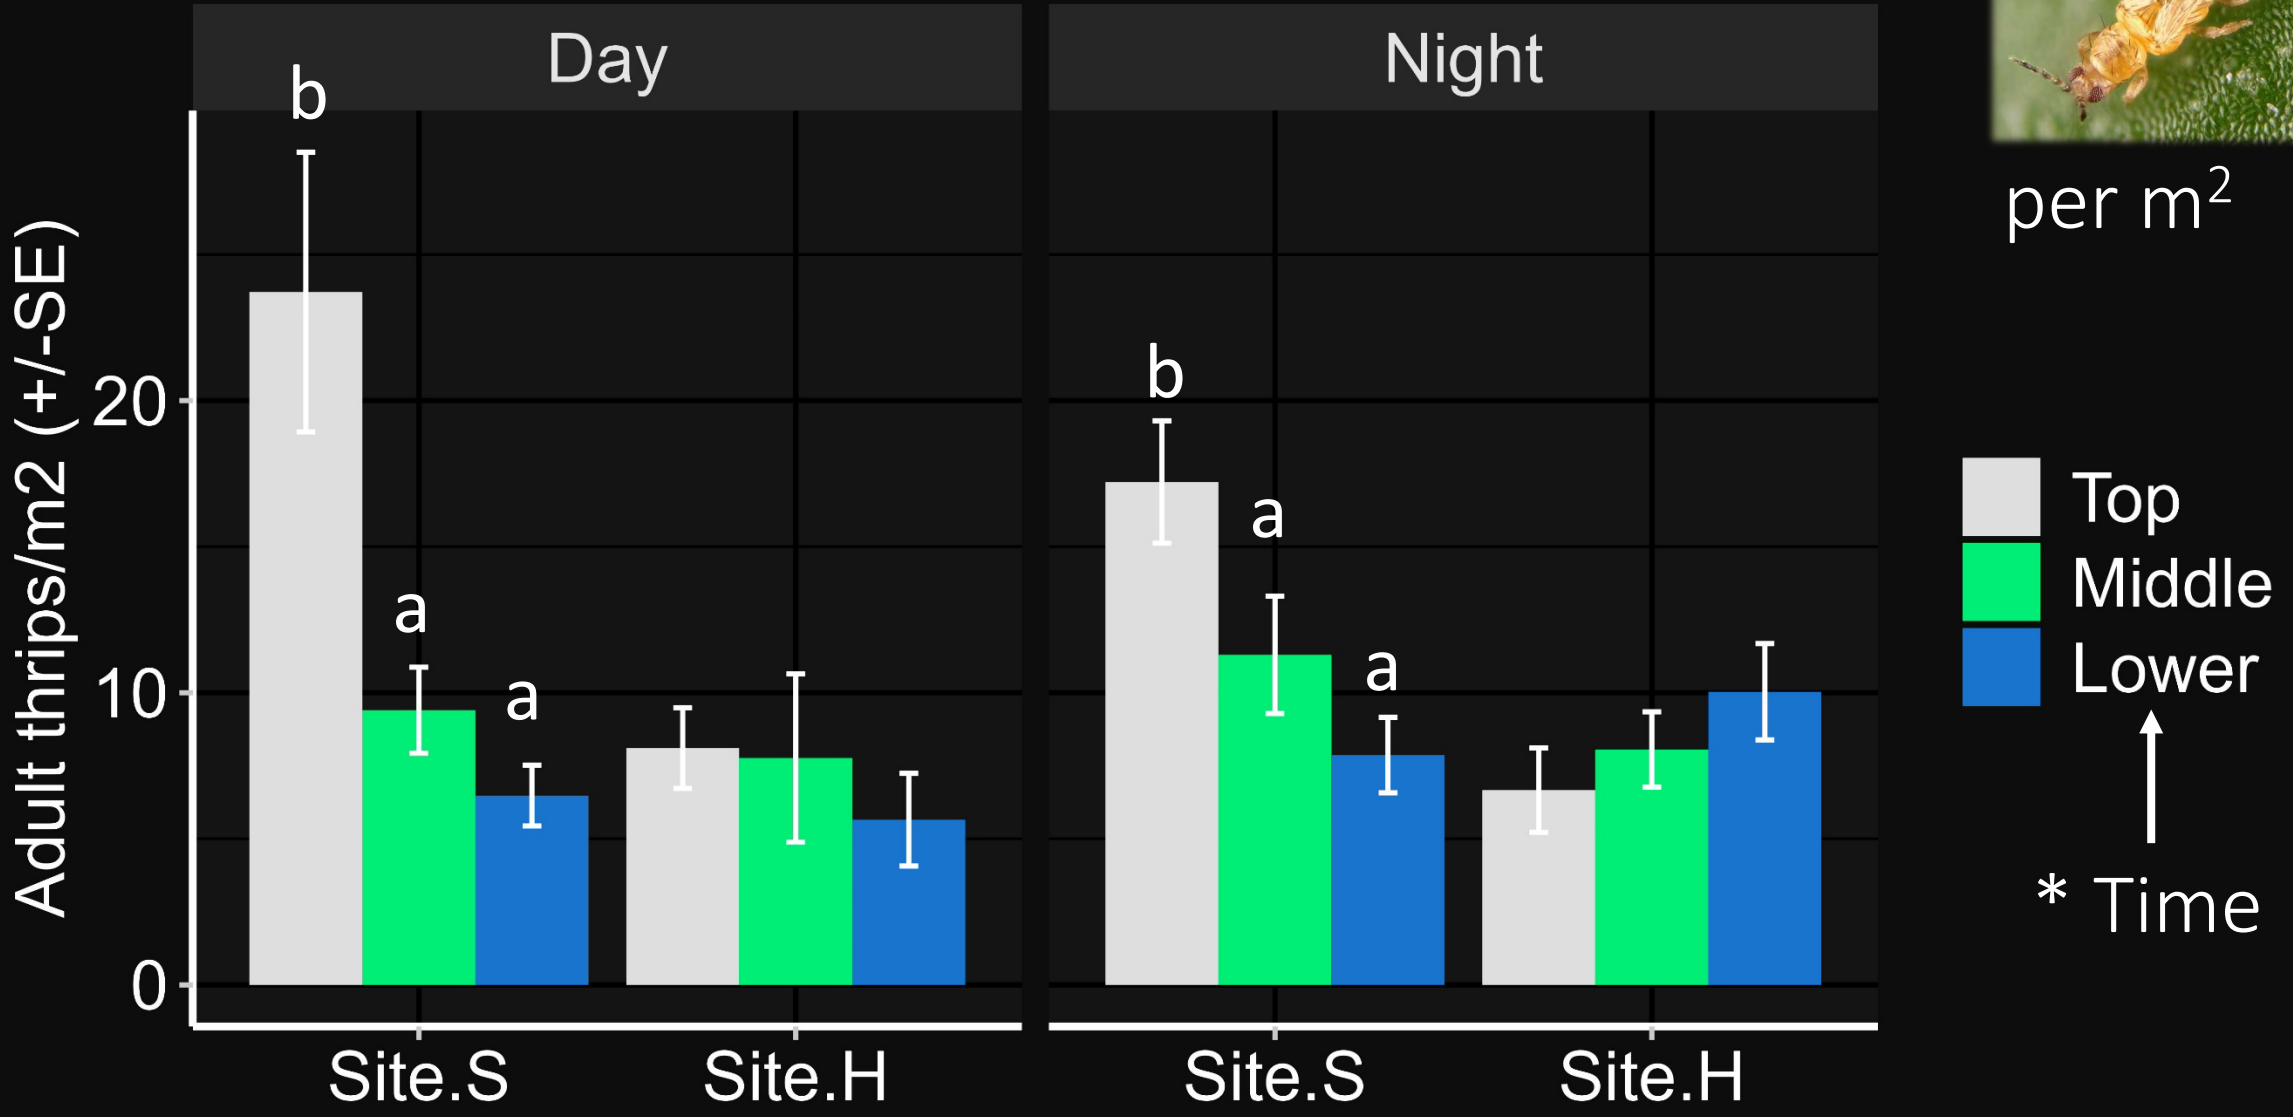 Day
Night
b
b
a
a
a
a
Adult thrips/m2 (+/-SE)
20
10
0
Site.S
Site.H
Site.S
Site.H
per m²
Top
Middle
Lower
* Time